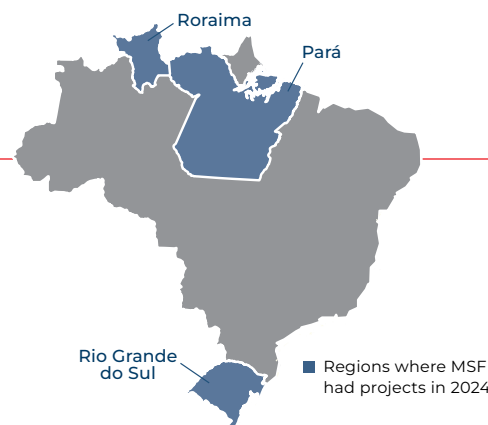 Roraima
Pará
Rio Grande
do Sul
Regions where MSF
had projects in 2024